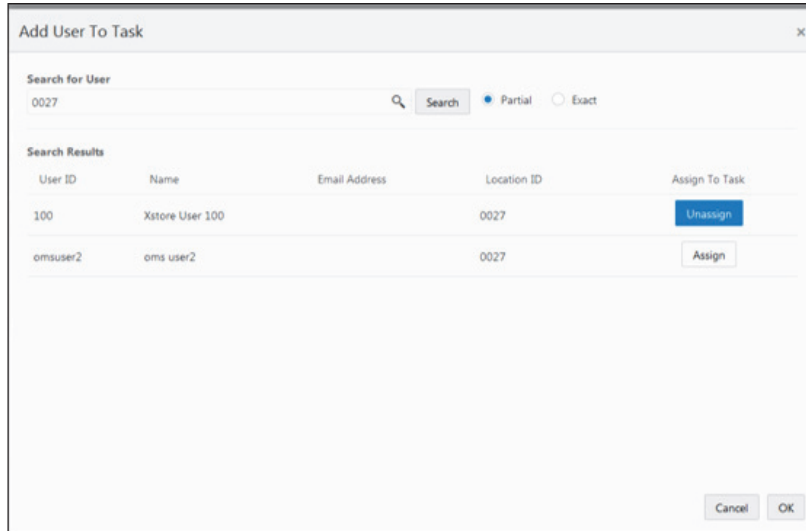 Add User To Task ×
Search for User
0027 Search Partial Exact
Search Results
User ID Name Email Address Location ID Assign To Task
100 Xstore User 100 0027 Unassign
omsuser2 oms user2 0027 Assign
Cancel OK